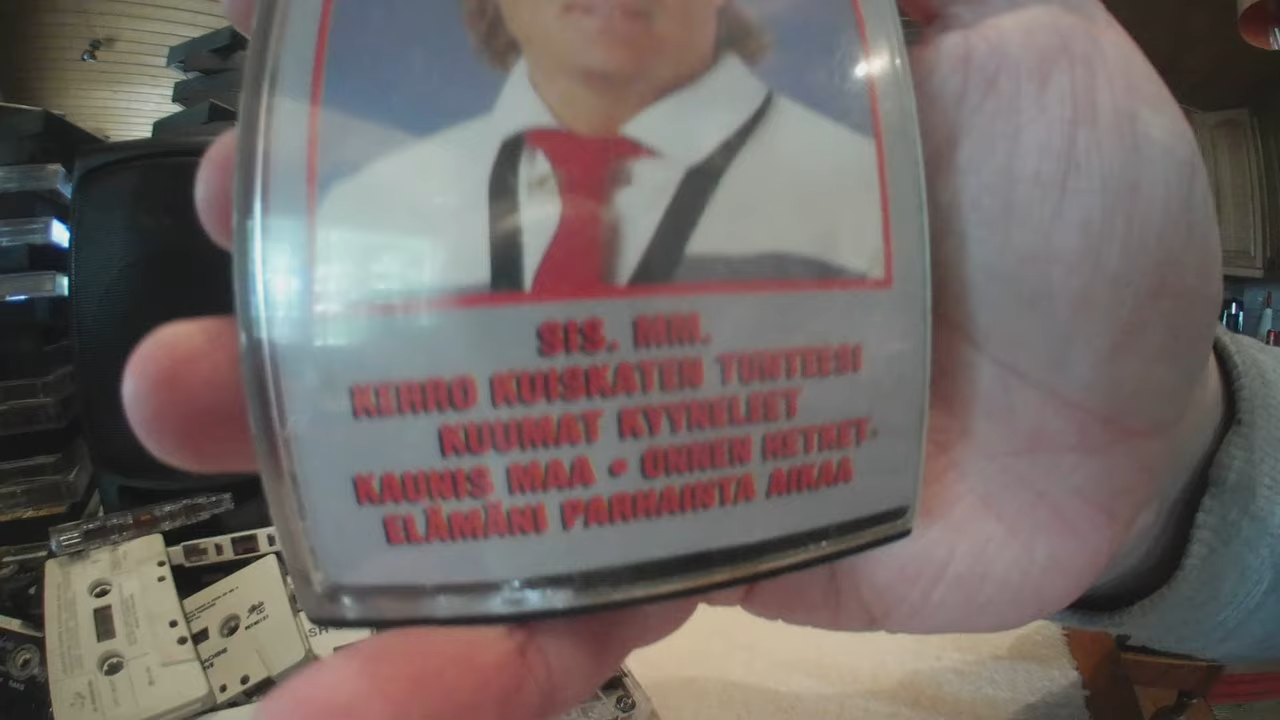 SIS. MM.
KERRO KUISKATEN TUNTEESI
KUUMAT KYYNELEET
KAUNIS MAA • ONNEN HETKET
ELÄMÄNI PARHAINTA AIKAA